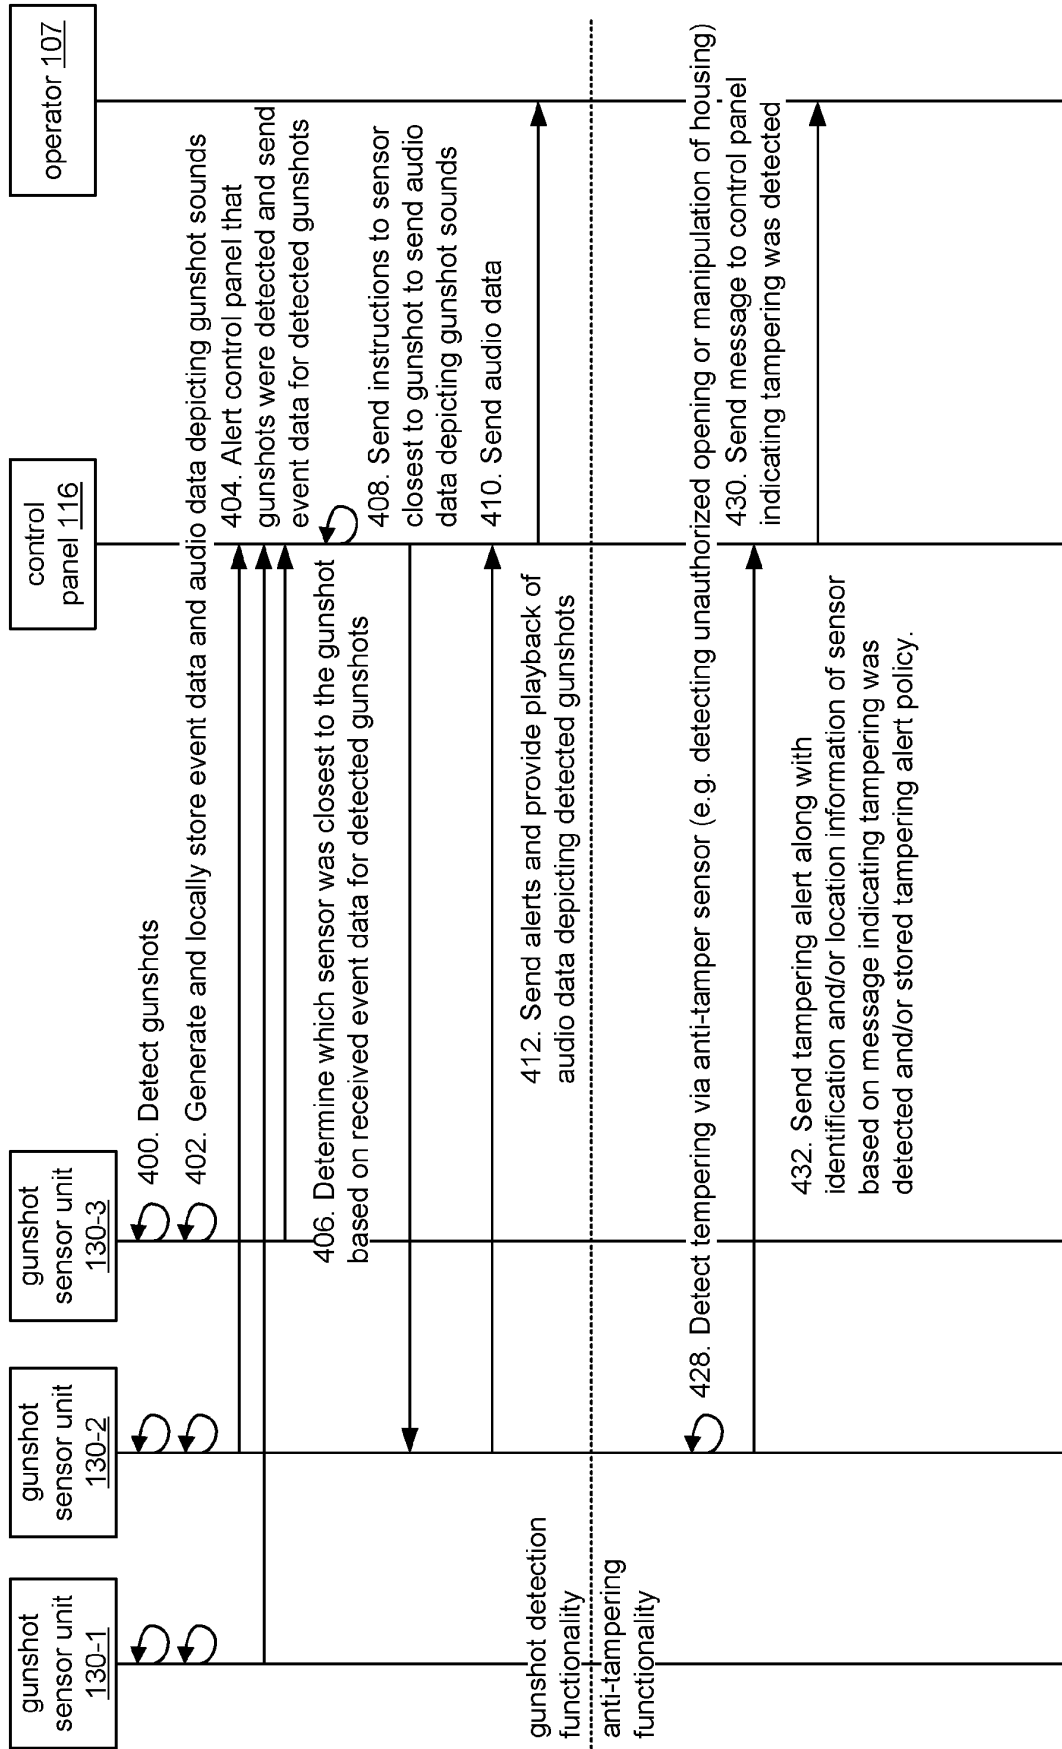 gunshot
sensor unit
130-1
gunshot
sensor unit
130-2
gunshot
sensor unit
130-3
control
panel 116
operator 107
400. Detect gunshots
402. Generate and locally store event data and audio data depicting gunshot sounds
404. Alert control panel that
gunshots were detected and send
event data for detected gunshots
406. Determine which sensor was closest to the gunshot
based on received event data for detected gunshots
408. Send instructions to sensor
closest to gunshot to send audio
data depicting gunshot sounds
410. Send audio data
412. Send alerts and provide playback of
audio data depicting detected gunshots
gunshot detection
functionality
anti-tampering
functionality
428. Detect tempering via anti-tamper sensor (e.g. detecting unauthorized opening or manipulation of housing)
430. Send message to control panel
indicating tampering was detected
432. Send tampering alert along with
identification and/or location information of sensor
based on message indicating tampering was
detected and/or stored tampering alert policy.